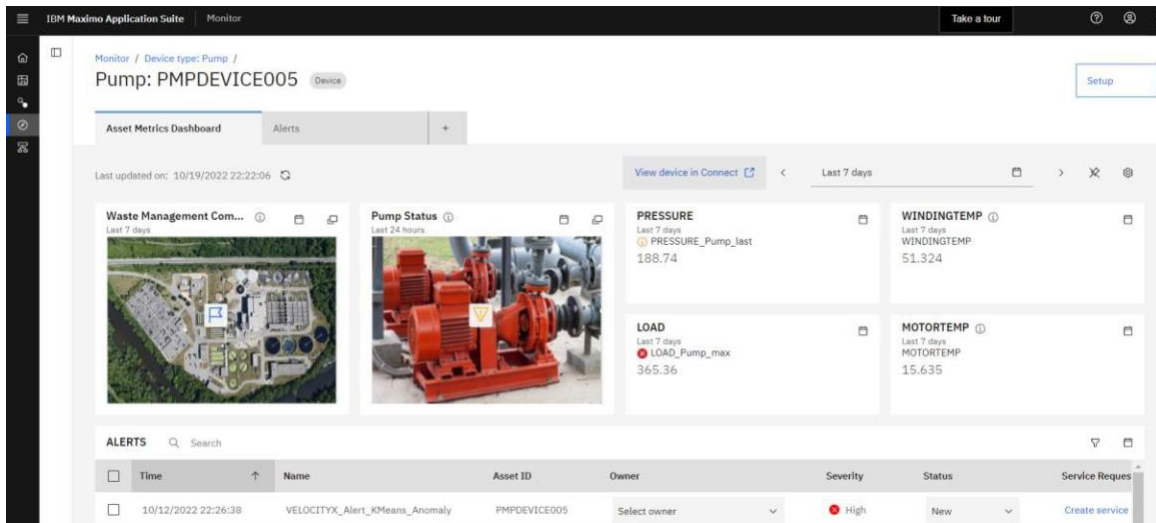 IBM Maximo Application Suite Monitor Take a tour
Monitor / Device type: Pump /
Pump: PMPDEVICE005 Device
Setup
Asset Metrics Dashboard Alerts +
Last updated on: 10/19/2022 22:22:06 View device in Connect Last 7 days
Waste Management Com...
Last 7 days
Pump Status
Last 24 hours
PRESSURE
Last 7 days
PRESSURE_Pump_last
188.74
WINDINGTEMP
Last 7 days
WINDINGTEMP
51.324
LOAD
Last 7 days
LOAD_Pump_max
365.36
MOTORTEMP
Last 7 days
MOTORTEMP
15.635
ALERTS Search
Time Name Asset ID Owner Severity Status Service Reques
10/12/2022 22:26:38 VELOCITYX_Alert_KMeans_Anomaly PMPDEVICE005 Select owner High New Create service